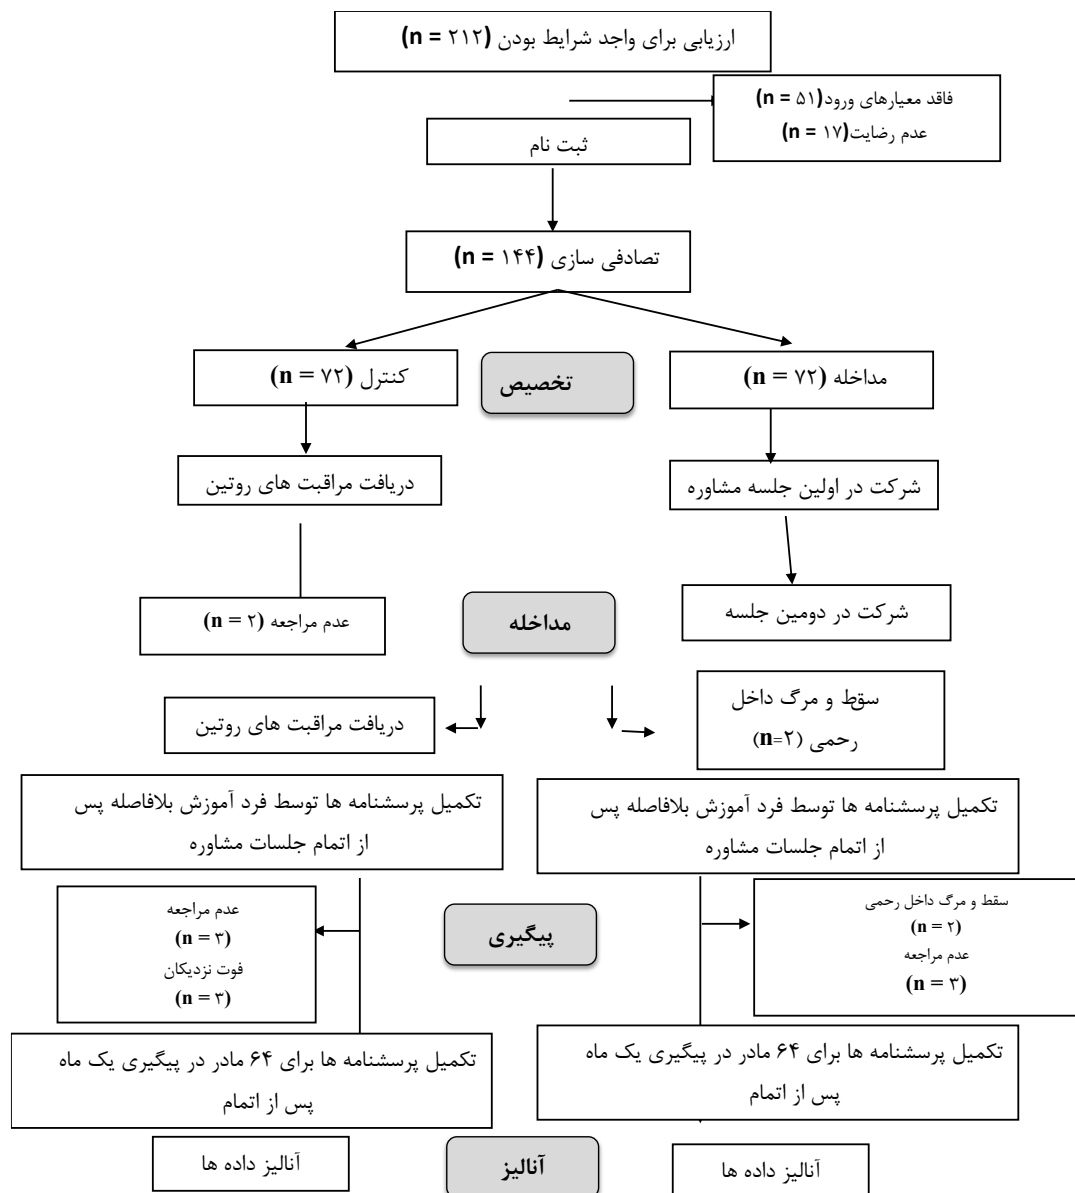 ارزیابی برای واجد شرایط بودن (n = ۲۱۲)
فاقد معیارهای ورود(n = ۵۱)
عدم رضایت(n = ۱۷)
ثبت نام
تصادفی سازی (n = ۱۴۴)
مداخله (n = ۷۲)
تخصیص
کنترل (n = ۷۲)
شرکت در اولین جلسه مشاوره
دریافت مراقبت های روتین
شرکت در دومین جلسه
مداخله
عدم مراجعه (n = ۲)
سقط و مرگ داخل
رحمی (n=۲)
دریافت مراقبت های روتین
تکمیل پرسشنامه ها توسط فرد آموزش بلافاصله پس
از اتمام جلسات مشاوره
تکمیل پرسشنامه ها توسط فرد آموزش بلافاصله پس
از اتمام جلسات مشاوره
سقط و مرگ داخل رحمی
(n = ۲)
عدم مراجعه
(n = ۳)
پیگیری
عدم مراجعه
(n = ۳)
فوت نزدیکان
(n = ۳)
تکمیل پرسشنامه ها برای ۶۴ مادر در پیگیری یک ماه
پس از اتمام
تکمیل پرسشنامه ها برای ۶۴ مادر در پیگیری یک ماه
پس از اتمام
آنالیز داده ها
آنالیز
آنالیز داده ها